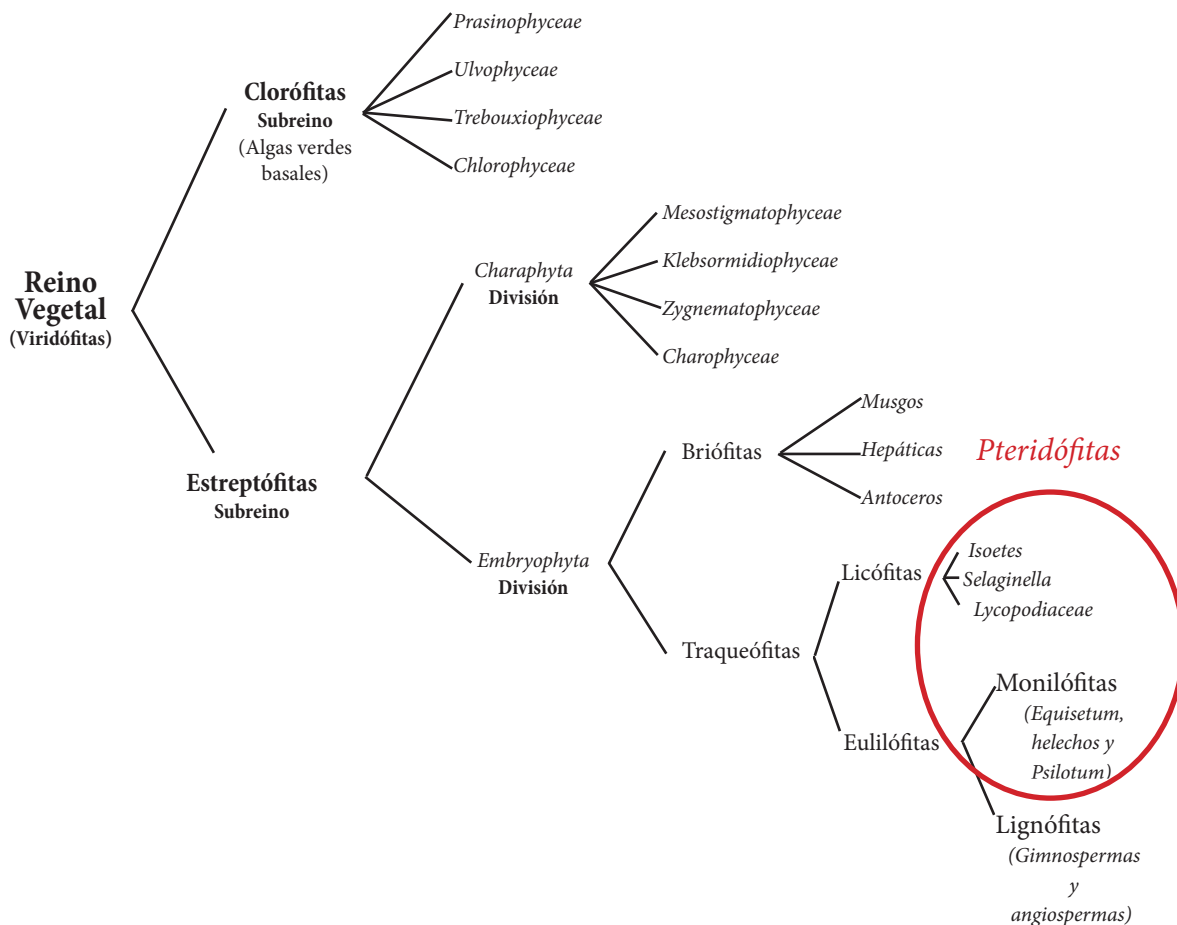 Prasinophyceae
Ulvophyceae
Trebouxiophyceae
Chlorophyceae
Clorófitas
Subreino
(Algas verdes
basales)
Mesostigmatophyceae
Klebsormidiophyceae
Zygnematophyceae
Charophyceae
Charaphyta
División
Reino
Vegetal
(Viridófitas)
Estreptófitas
Subreino
Musgos
Hepáticas
Antoceros
Briófitas
Pteridófitas
Embryophyta
División
Isoetes
Selaginella
Lycopodiaceae
Licófitas
Traqueófitas
Eulilófitas
Monilófitas
(Equisetum,
helechos y
Psilotum)
Lignófitas
(Gimnospermas
y
angiospermas)